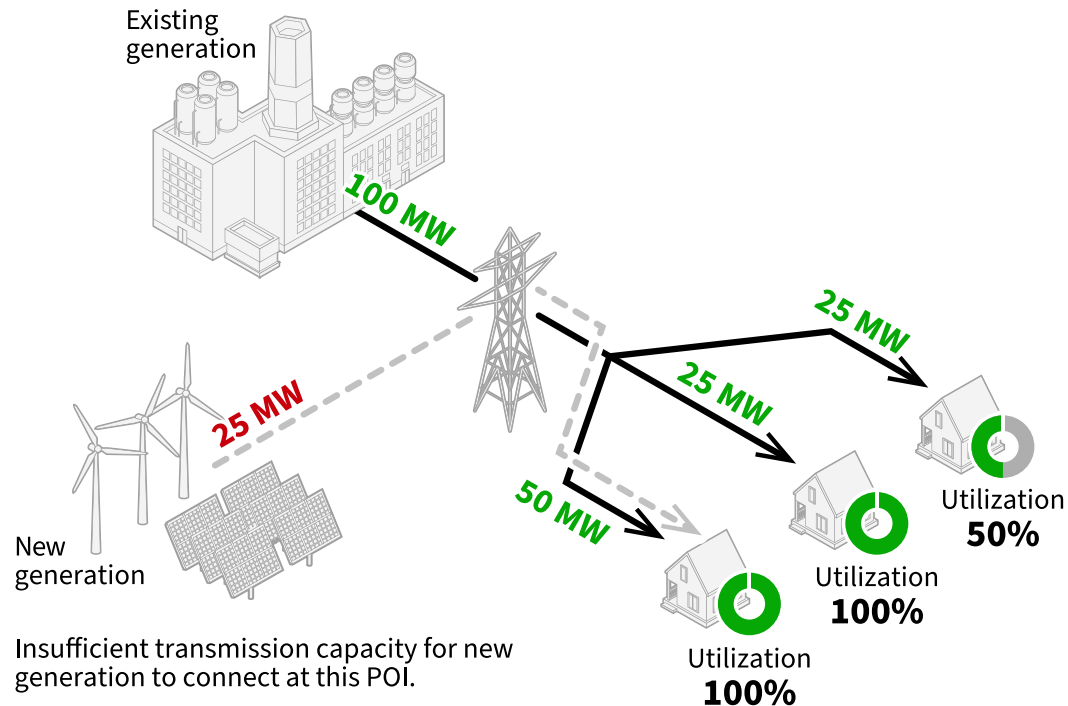 Existing
generation
100 MW
25 MW
25 MW
25 MW
50 MW
Utilization
50%
Utilization
100%
Utilization
100%
New
generation
Insufficient transmission capacity for new
generation to connect at this POI.